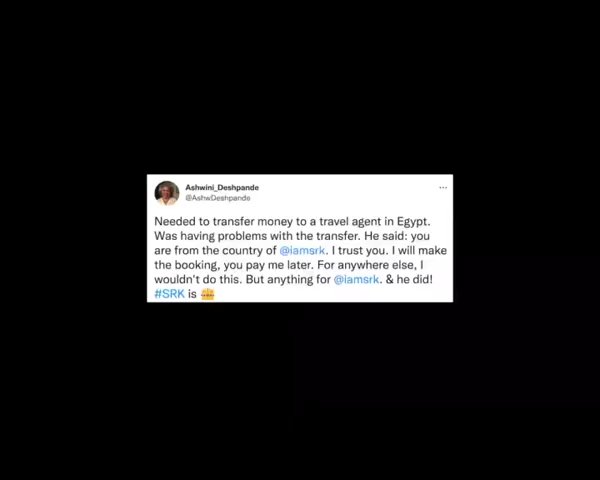 Ashwini_Deshpande
@AshwDeshpande
Needed to transfer money to a travel agent in Egypt.
Was having problems with the transfer. He said: you
are from the country of @iamsrk. I trust you. I will make
the booking, you pay me later. For anywhere else, I
wouldn't do this. But anything for @iamsrk. & he did!
#SRK is 👑